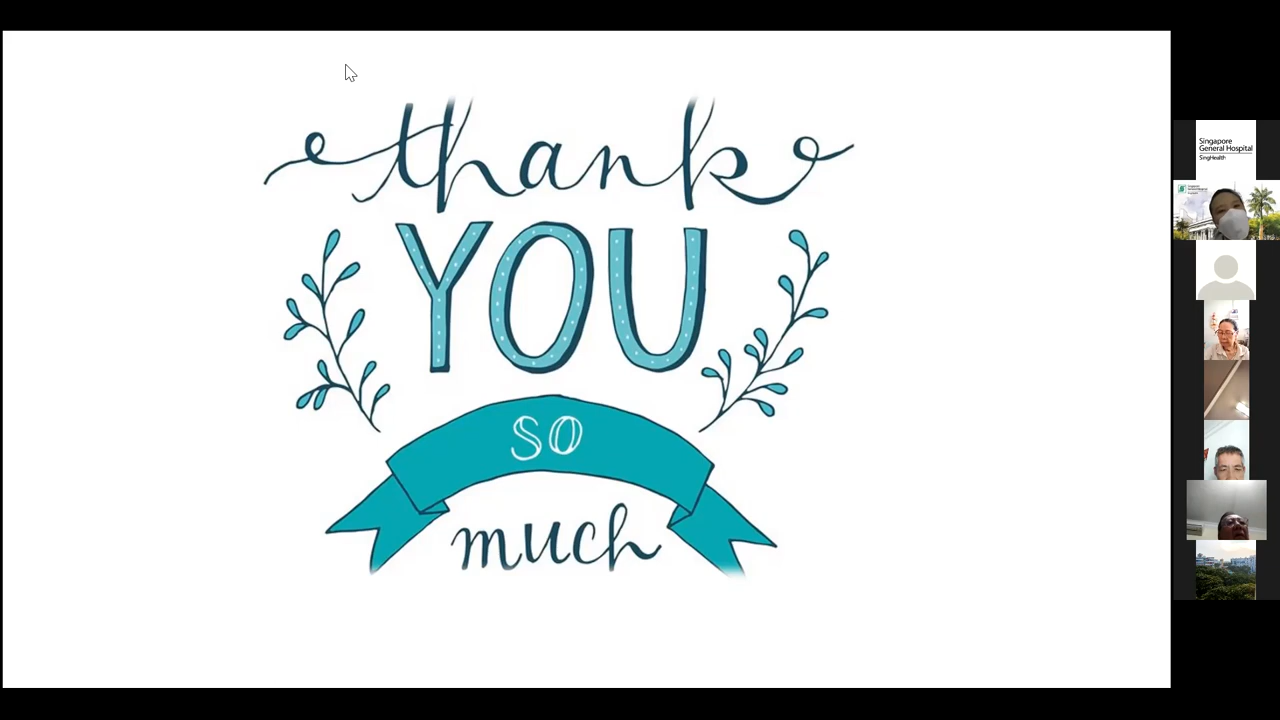 thank
YOU
so
much
Singapore
General Hospital
SingHealth